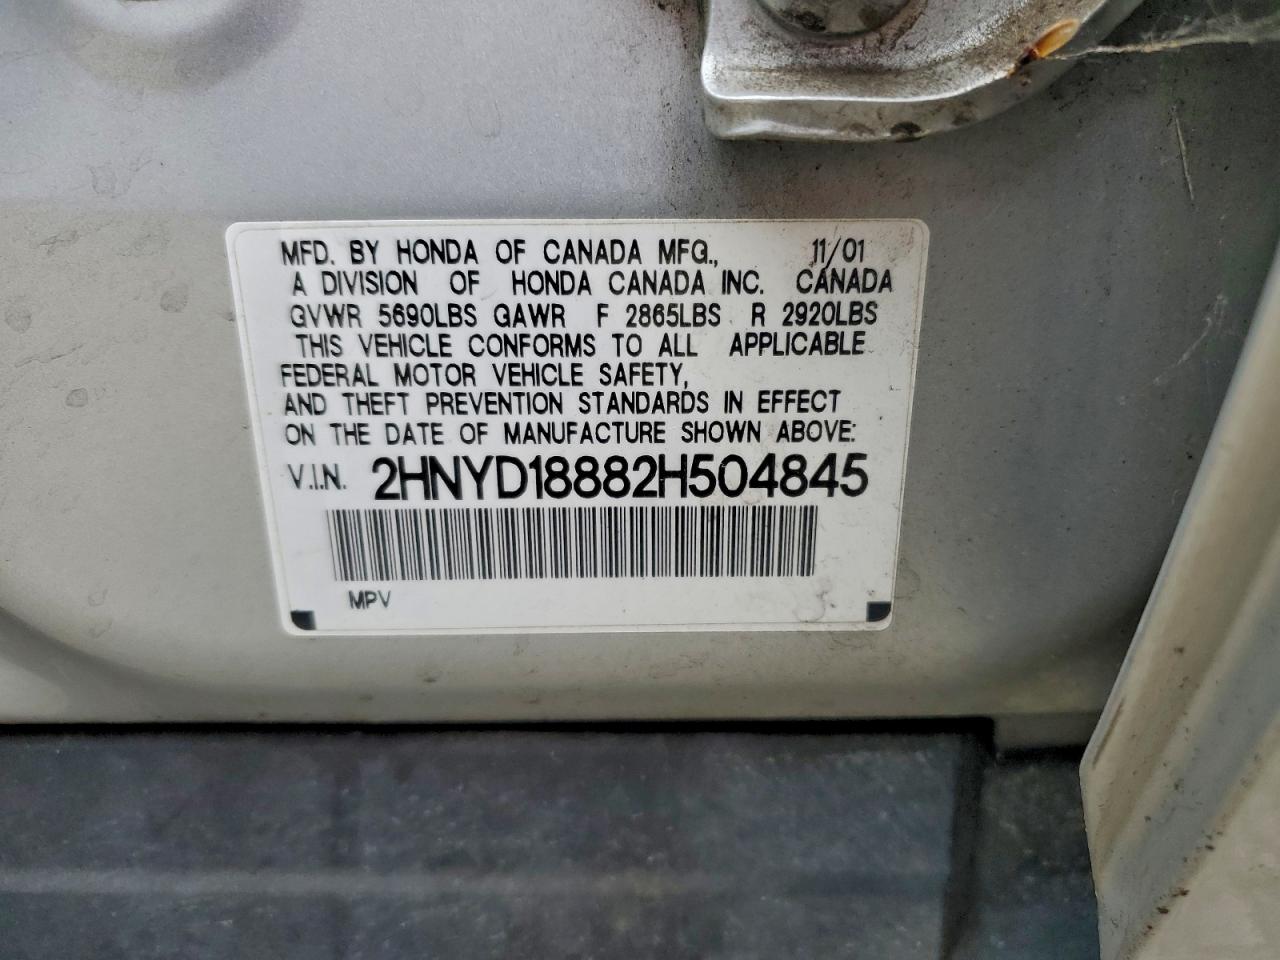 MFD. BY HONDA OF CANADA MFG., 11/01
A DIVISION OF HONDA CANADA INC. CANADA
GVWR 5690LBS GAWR F 2865LBS R 2920LBS
THIS VEHICLE CONFORMS TO ALL APPLICABLE
FEDERAL MOTOR VEHICLE SAFETY,
AND THEFT PREVENTION STANDARDS IN EFFECT
ON THE DATE OF MANUFACTURE SHOWN ABOVE:
V.I.N. 2HNYD18882H504845
MPV